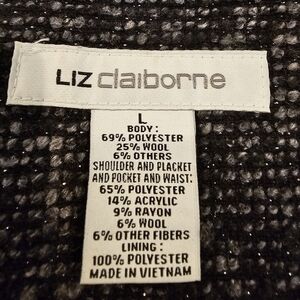 LIZ claiborne
L
BODY:
69% POLYESTER
25% WOOL
6% OTHERS
SHOULDER AND PLACKET
AND POCKET AND WAIST:
65% POLYESTER
14% ACRYLIC
9% RAYON
6% WOOL
6% OTHER FIBERS
LINING:
100% POLYESTER
MADE IN VIETNAM